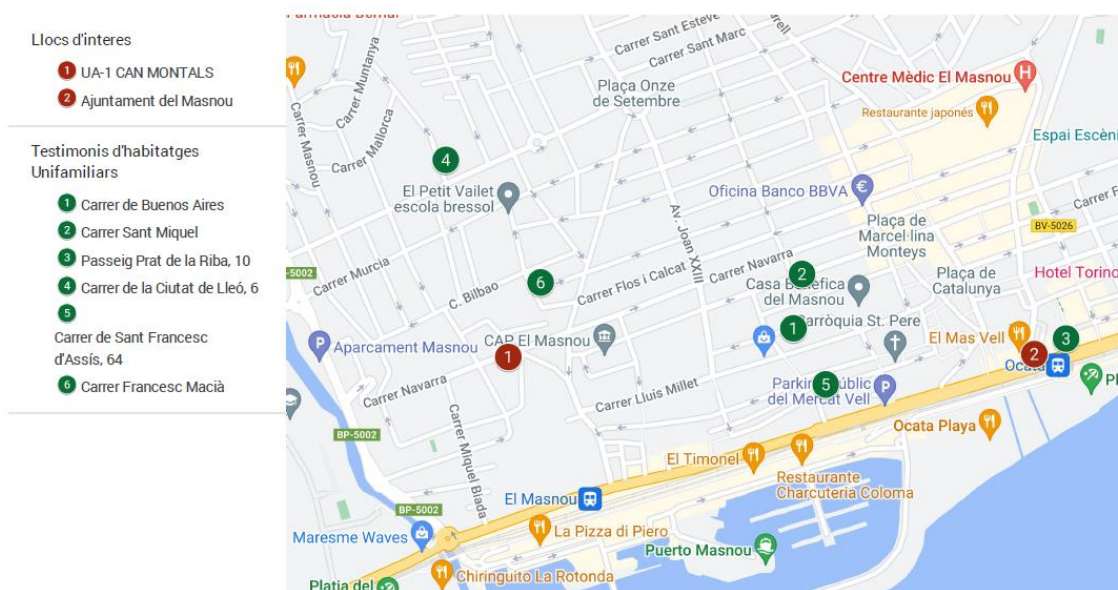 Llocs d'interes
1 UA-1 CAN MONTALS
2 Ajuntament del Masnou
Testimonis d'habitatges
Unifamiliars
1 Carrer de Buenos Aires
2 Carrer Sant Miquel
3 Passeig Prat de la Riba, 10
4 Carrer de la Ciutat de Lleó, 6
5
Carrer de Sant Francesc
d'Assís, 64
6 Carrer Francesc Macià
Carrer Muntanya
Carrer Mallorca
Carrer Masnou
Carrer Sant Esteve
Carrer Sant Marc
Plaça Onze
de Setembre
Centre Mèdic El Masnou
H
Restaurante japonés
Espai Escèni
4
El Petit Vailet
escola bressol
Oficina Banco BBVA
€
Av. Joan XXIII
Plaça de
Marcel·lina
Monteys
Carrer F
BV-5026
-5002
Carrer Murcia
C. Bilbao
6
Carrer Flos i Calcat
Carrer Navarra
2
Casa Benefica
del Masnou
Plaça de
Catalunya
Hotel Torino
P
Aparcament Masnou
CAP El Masnou
1
1
Parròquia St. Pere
El Mas Vell
3
2
Ocata
Carrer Navarra
Carrer Lluis Millet
5
Parking Públic
del Mercat Vell
P
Pl
Ocata Playa
BP-5002
Carrer Miquel Biada
El Timonel
Restaurante
Charcuteria Coloma
El Masnou
BP-5002
Maresme Waves
La Pizza di Piero
Puerto Masnou
Chiringuito La Rotonda
Platja del